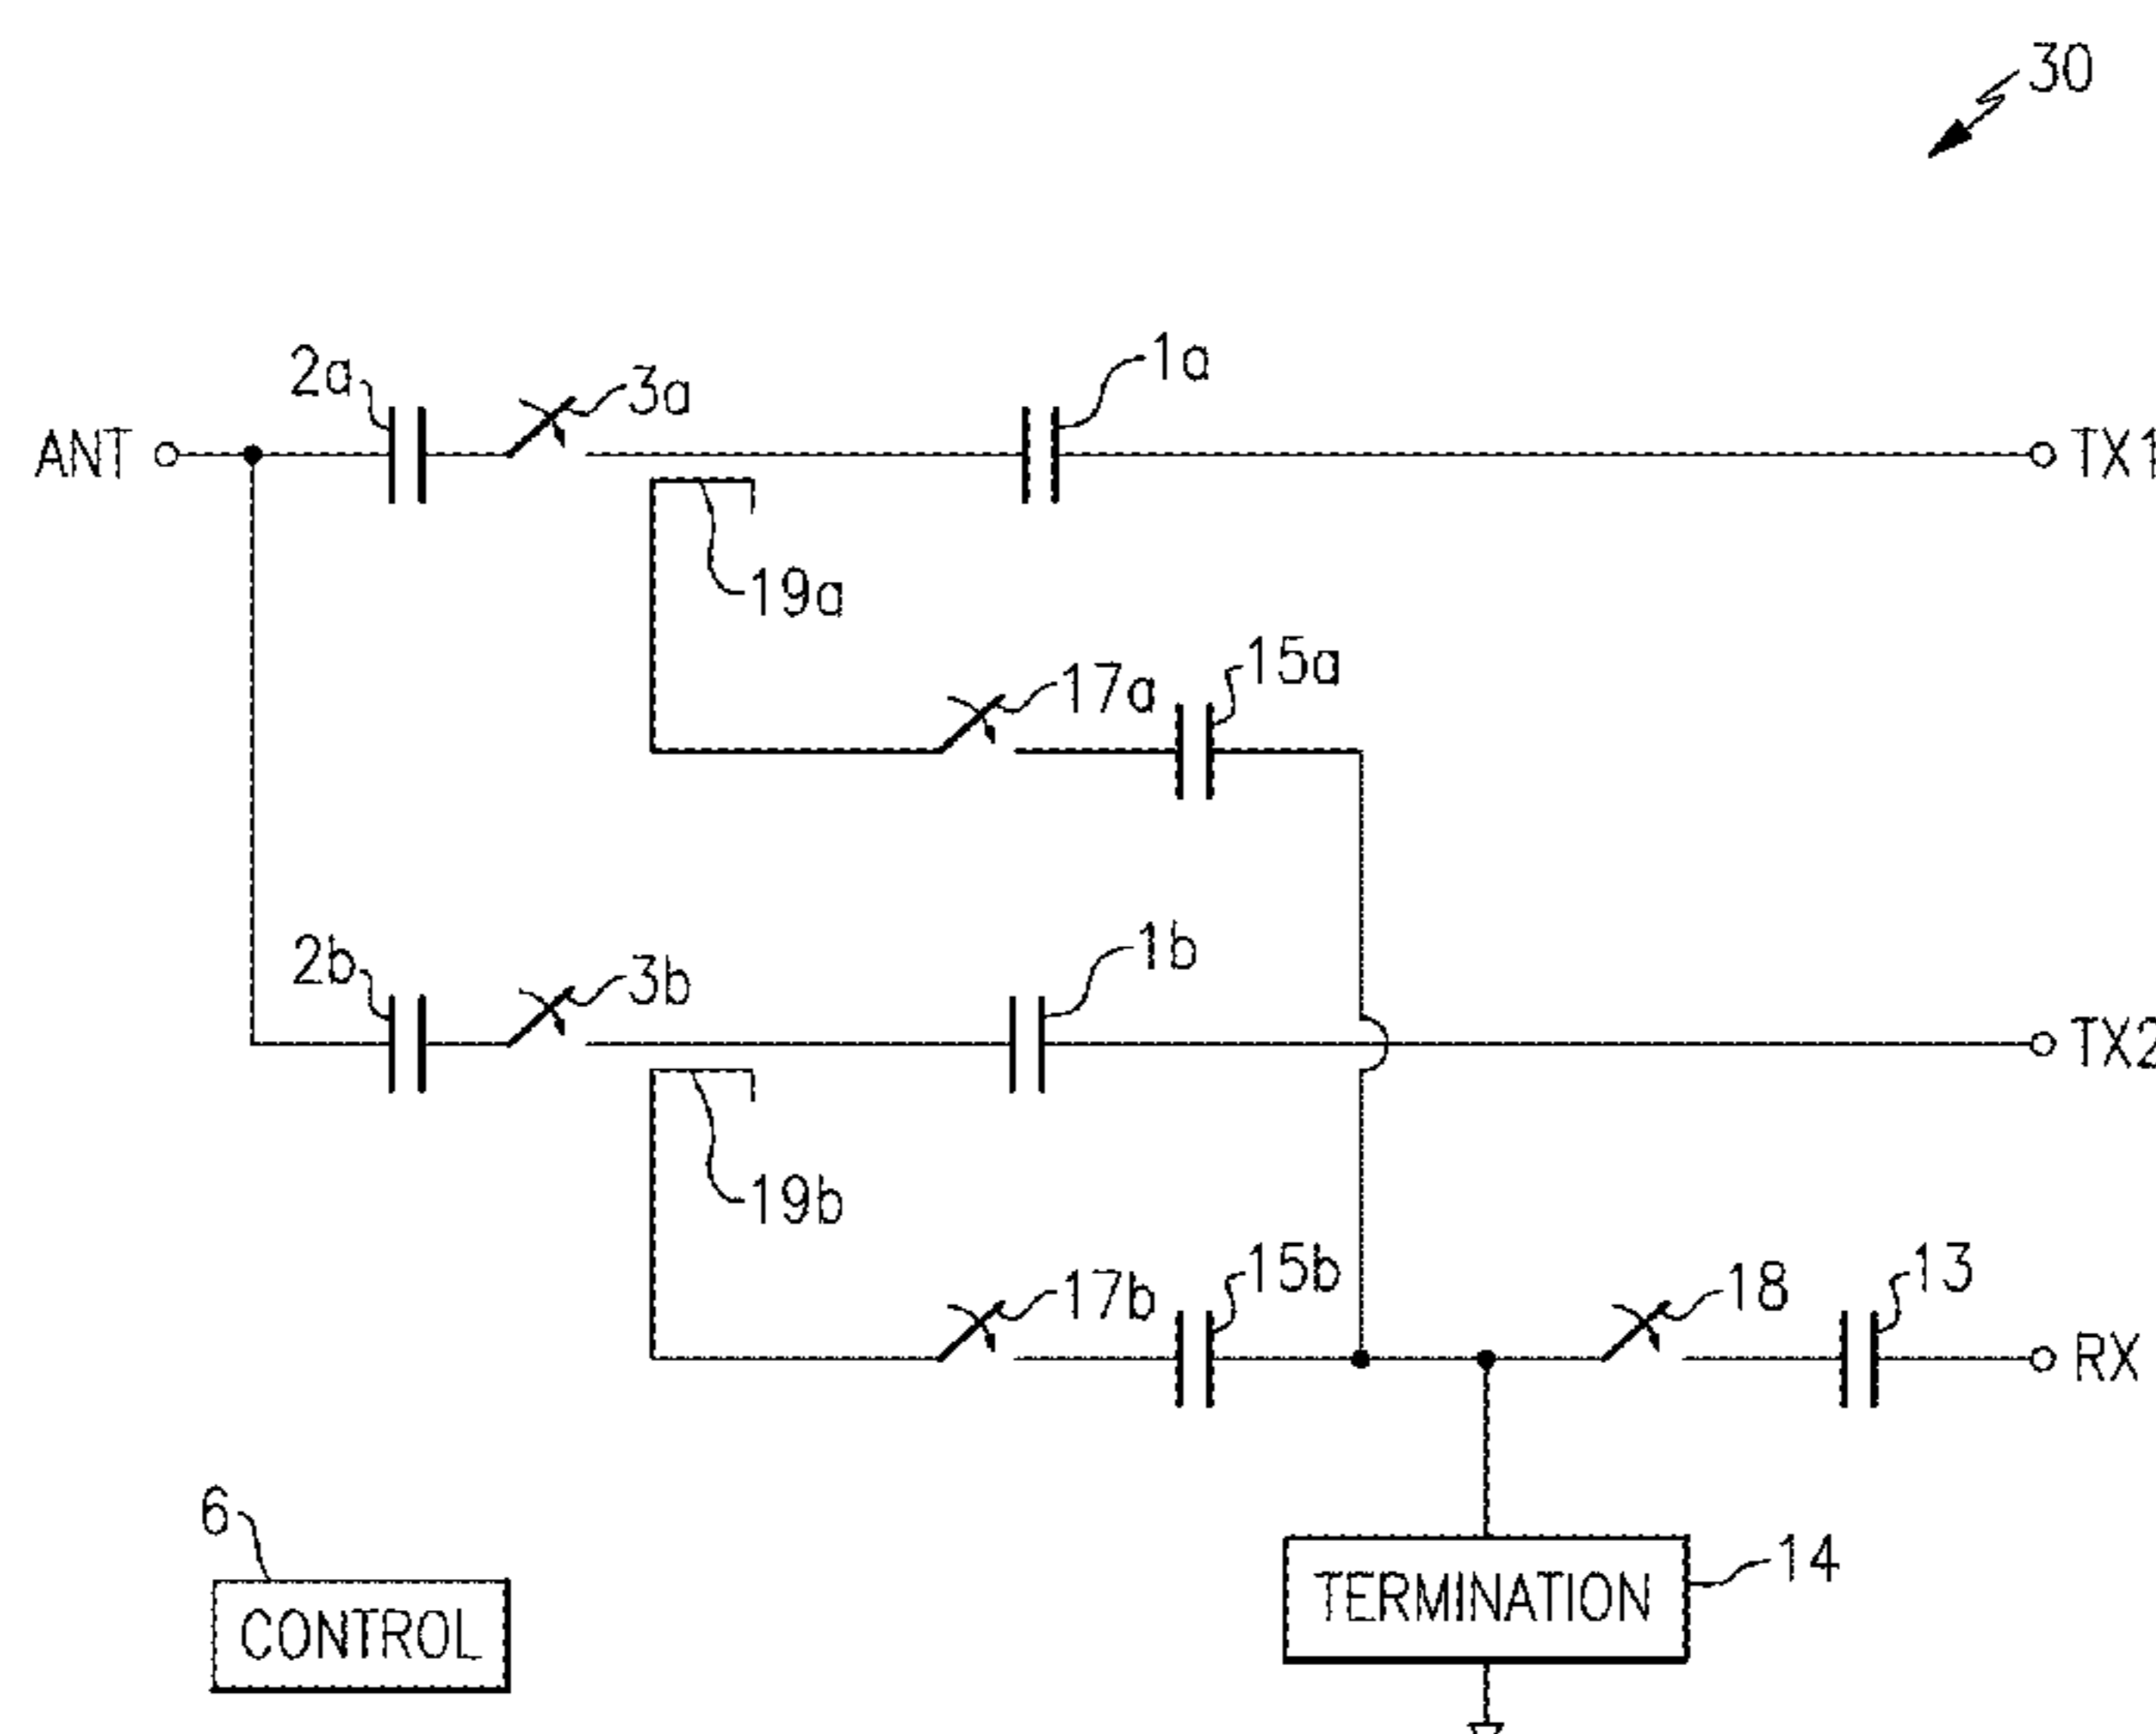 30
2a
3a
1a
ANT
TX1
19a
17a
15a
2b
3b
1b
TX2
19b
17b
15b
18
13
RX
6
CONTROL
TERMINATION
14